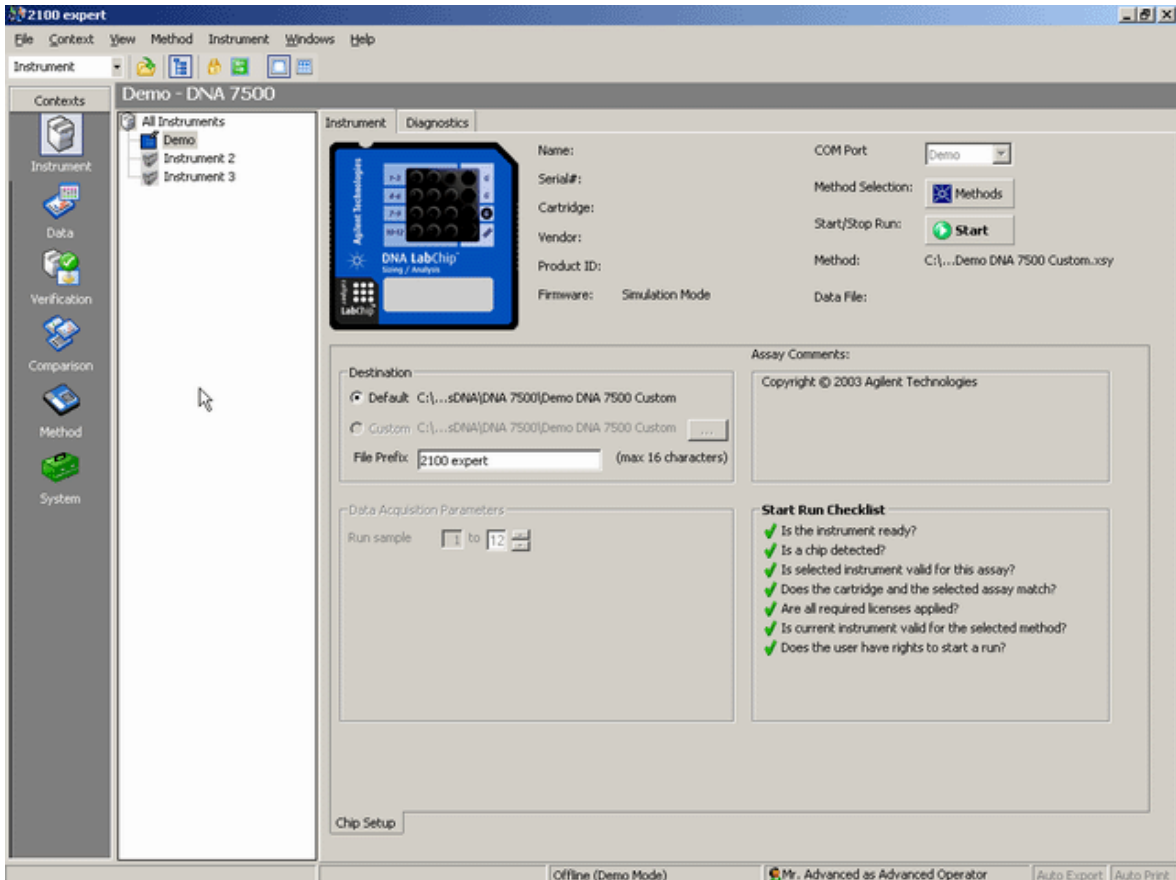 2100 expert
File Context View Method Instrument Windows Help
Instrument
Contexts
Instrument
Data
Verification
Comparison
Method
System
Demo - DNA 7500
All Instruments
Demo
Instrument 2
Instrument 3
Instrument Diagnostics
Agilent Technologies
1-3
4-6
7-9
10-12
DNA LabChip
Sizing / Analysis
LabChip
Name:
Serial#:
Cartridge:
Vendor:
Product ID:
Firmware: Simulation Mode
COM Port Demo
Method Selection: Methods
Start/Stop Run: Start
Method: C:\...Demo DNA 7500 Custom.xsy
Data File:
Destination
Default C:\...sDNA\DNA 7500\Demo DNA 7500 Custom
Custom C:\...sDNA\DNA 7500\Demo DNA 7500 Custom ...
File Prefix 2100 expert (max 16 characters)
Assay Comments:
Copyright © 2003 Agilent Technologies
Data Acquisition Parameters
Run sample 1 to 12
Start Run Checklist
Is the instrument ready?
Is a chip detected?
Is selected instrument valid for this assay?
Does the cartridge and the selected assay match?
Are all required licenses applied?
Is current instrument valid for the selected method?
Does the user have rights to start a run?
Chip Setup
Offline (Demo Mode) Mr. Advanced as Advanced Operator Auto Export Auto Print